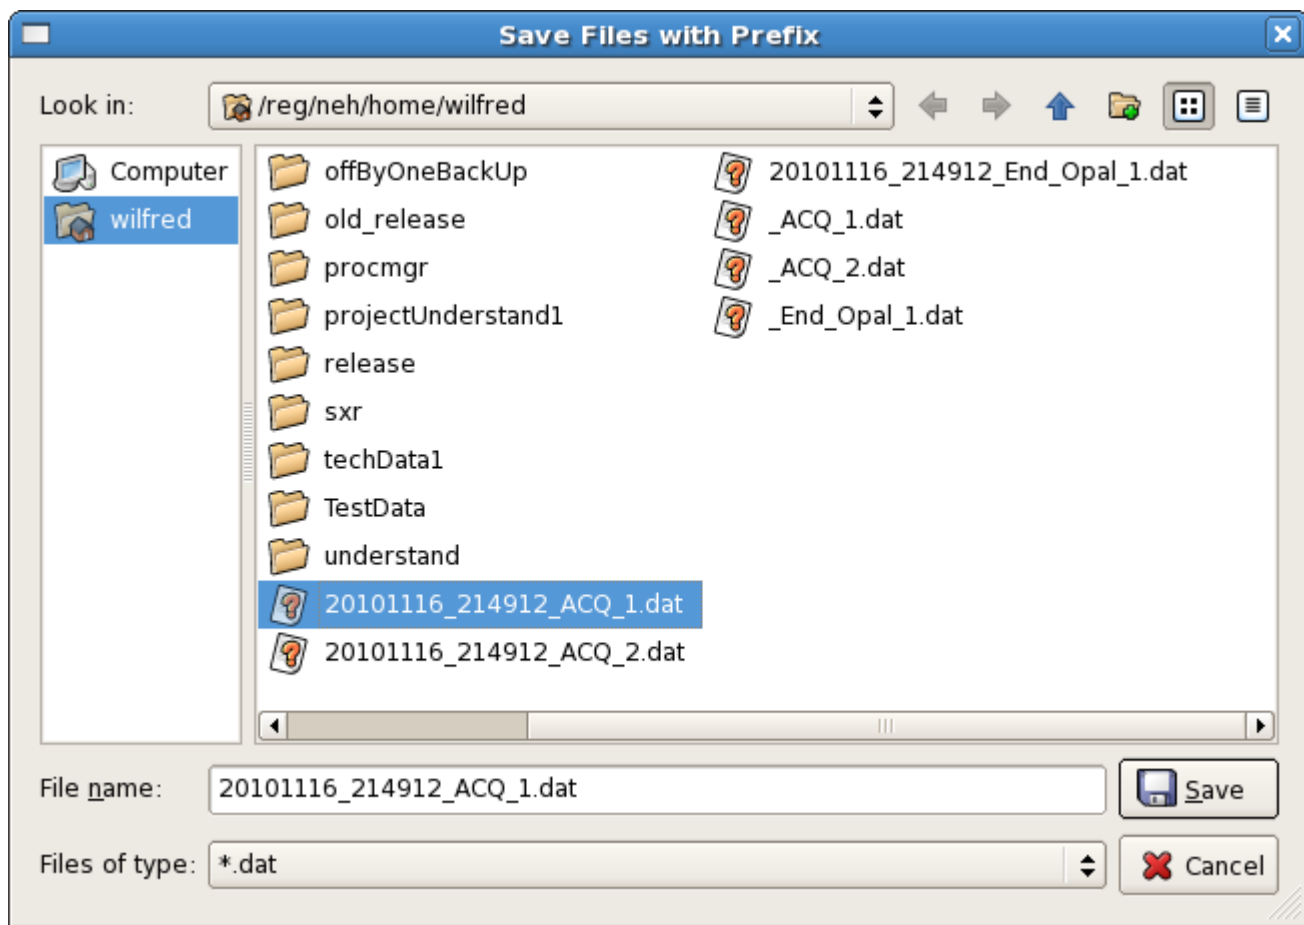 Save Files with Prefix
Look in: /reg/neh/home/wilfred
Computer
wilfred
offByOneBackUp
old_release
procmgr
projectUnderstand1
release
sxr
techData1
TestData
understand
20101116_214912_ACQ_1.dat
20101116_214912_ACQ_2.dat
20101116_214912_End_Opal_1.dat
_ACQ_1.dat
_ACQ_2.dat
_End_Opal_1.dat
File name: 20101116_214912_ACQ_1.dat Save
Files of type: *.dat Cancel